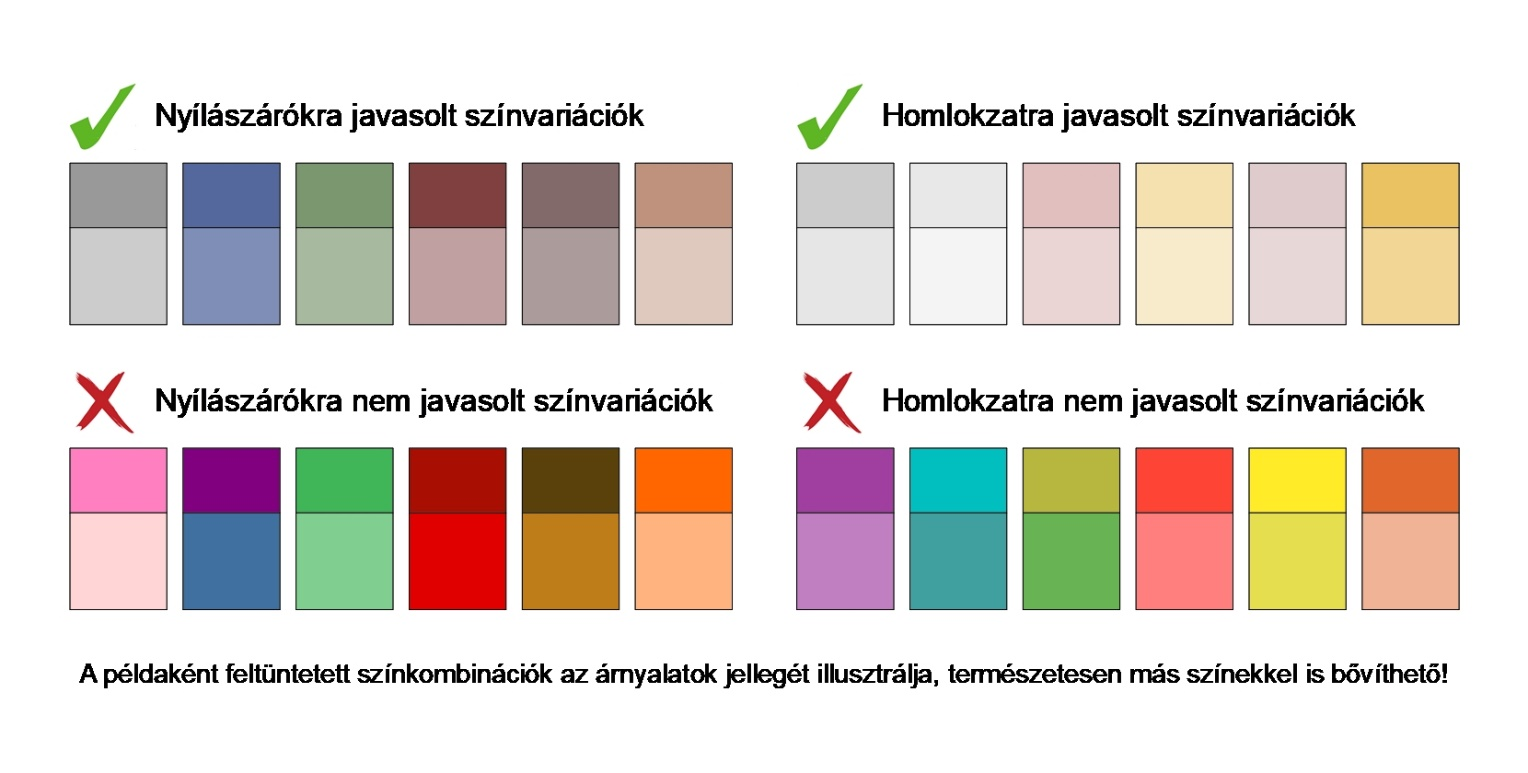 Nyílászárókra javasolt színvariációk
Homlokzatra javasolt színvariációk
Nyílászárókra nem javasolt színvariációk
Homlokzatra nem javasolt színvariációk
A példaként feltüntetett színkombinációk az árnyalatok jellegét illusztrálja, természetesen más színekkel is bővíthető!